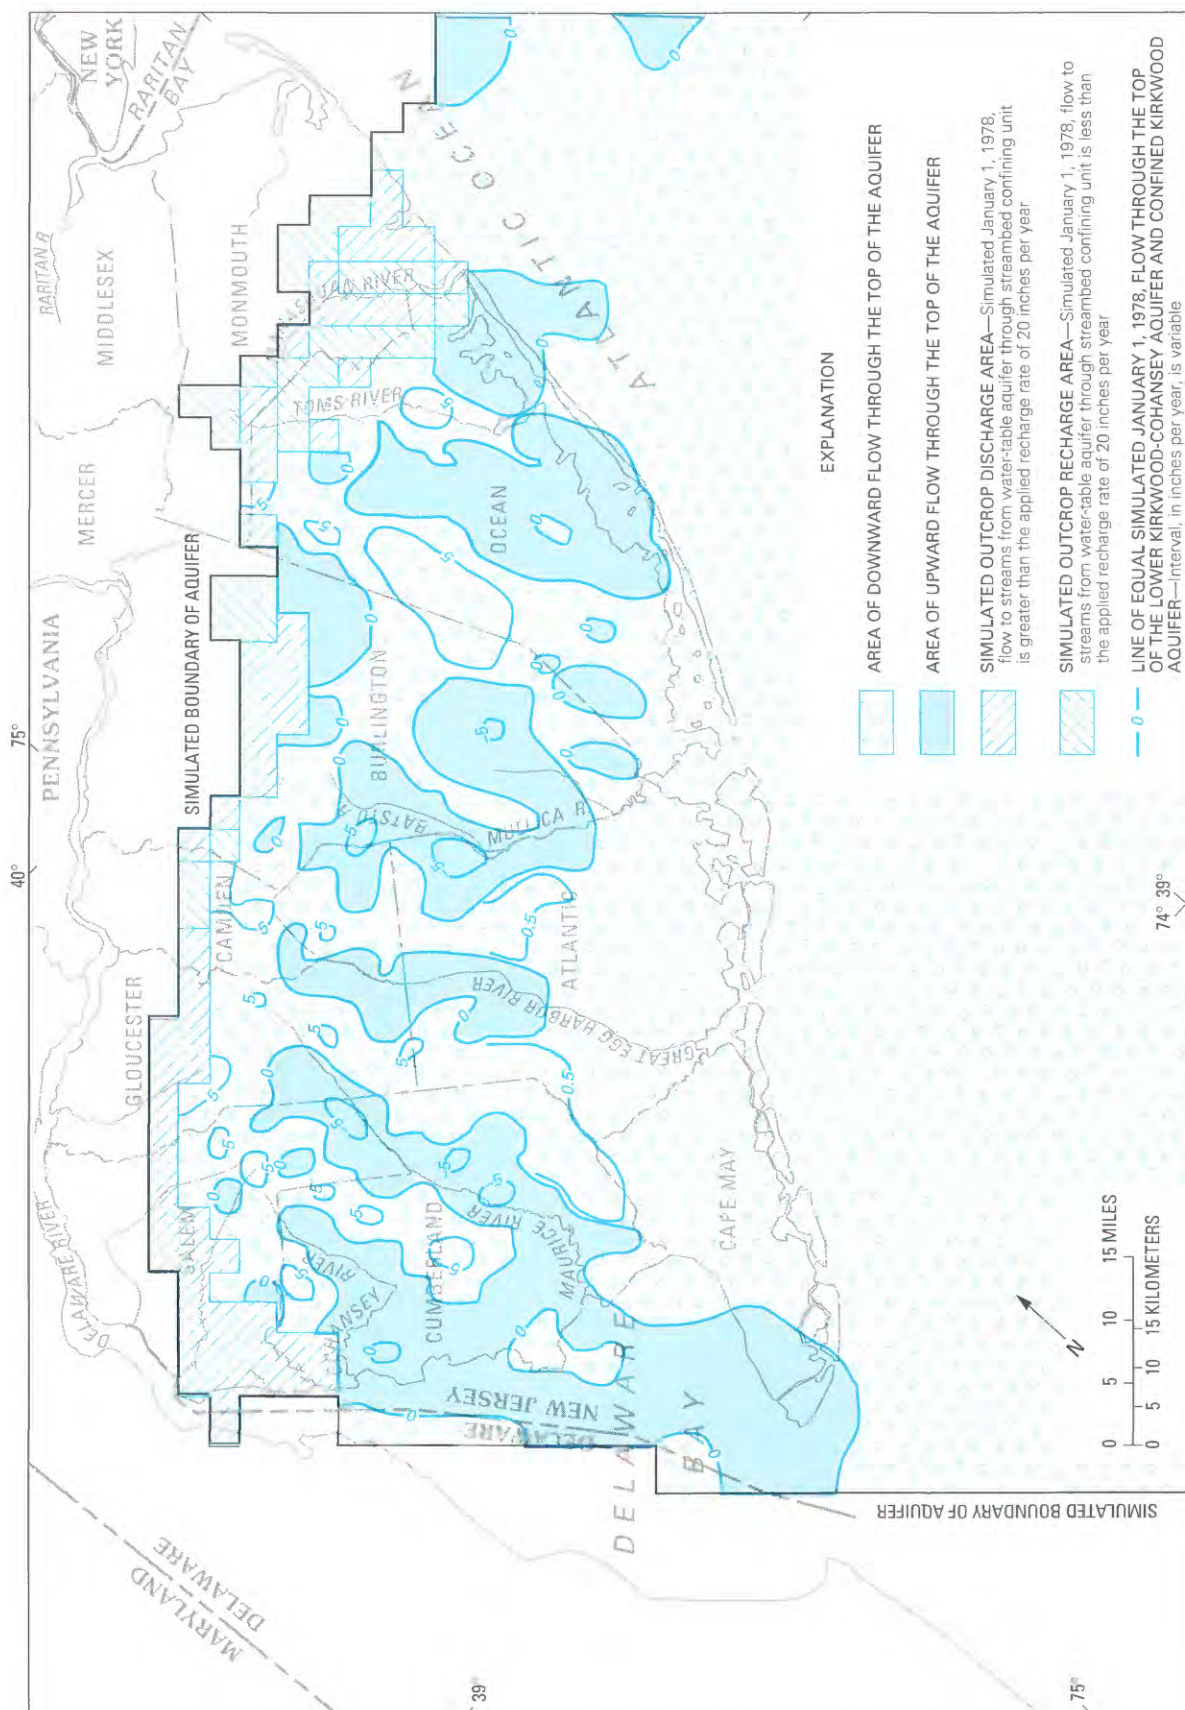 NEW
YORK
RARITAN
BAY
RARITAN R
MIDDLESEX
MONMOUTH
MERCER
PENNSYLVANIA
75°
40°
SIMULATED BOUNDARY OF AQUIFER
TOMS RIVER
OCEAN
ATLANTIC OCEAN
BURLINGTON
MULLICA R.
CAMDEN
GLOUCESTER
ATLANTIC
GREAT EGG HARBOR RIVER
SALEM
DELAWARE RIVER
RIVER
CUMBERLAND
MAURICE
RIVER
CAPE MAY
NEW JERSEY
DELAWARE
DELAWARE
BAY
MARYLAND
DELAWARE
39°
75°
74° 39°
SIMULATED BOUNDARY OF AQUIFER
N
0 5 10 15 MILES
0 5 10 15 KILOMETERS
0.5
0.5
EXPLANATION
AREA OF DOWNWARD FLOW THROUGH THE TOP OF THE AQUIFER
AREA OF UPWARD FLOW THROUGH THE TOP OF THE AQUIFER
SIMULATED OUTCROP DISCHARGE AREA—Simulated January 1, 1978,
flow to streams from water-table aquifer through streambed confining unit
is greater than the applied recharge rate of 20 inches per year
SIMULATED OUTCROP RECHARGE AREA—Simulated January 1, 1978, flow to
streams from water-table aquifer through streambed confining unit is less than
the applied recharge rate of 20 inches per year
0
LINE OF EQUAL SIMULATED JANUARY 1, 1978, FLOW THROUGH THE TOP
OF THE LOWER KIRKWOOD-COHANSEY AQUIFER AND CONFINED KIRKWOOD
AQUIFER—Interval, in inches per year, is variable